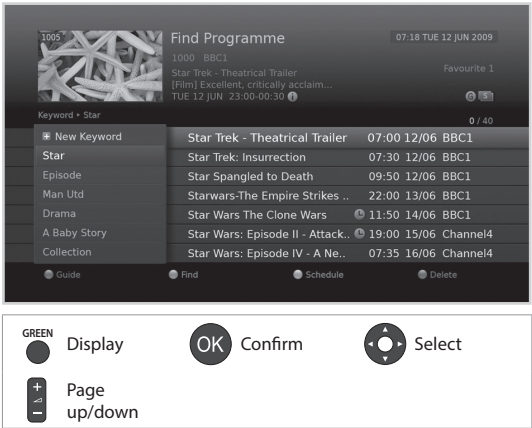 1005
Find Programme
07:18 TUE 12 JUN 2009
1000 BBC1
Star Trek - Theatrical Trailer
Favourite 1
[Film] Excellent, critically acclaim...
TUE 12 JUN 23:00-00:30
G S
Keyword • Star
0 / 40
New Keyword
Star
Episode
Man Utd
Drama
A Baby Story
Collection
Star Trek - Theatrical Trailer 07:00 12/06 BBC1
Star Trek: Insurrection 07:30 12/06 BBC1
Star Spangled to Death 09:50 12/06 BBC1
Starwars-The Empire Strikes .. 22:00 13/06 BBC1
Star Wars The Clone Wars 11:50 14/06 BBC1
Star Wars: Episode II - Attack.. 19:00 15/06 Channel4
Star Wars: Episode IV - A Ne.. 07:35 16/06 Channel4
Guide Find Schedule Delete
GREEN
Display
OK Confirm
Select
Page
up/down